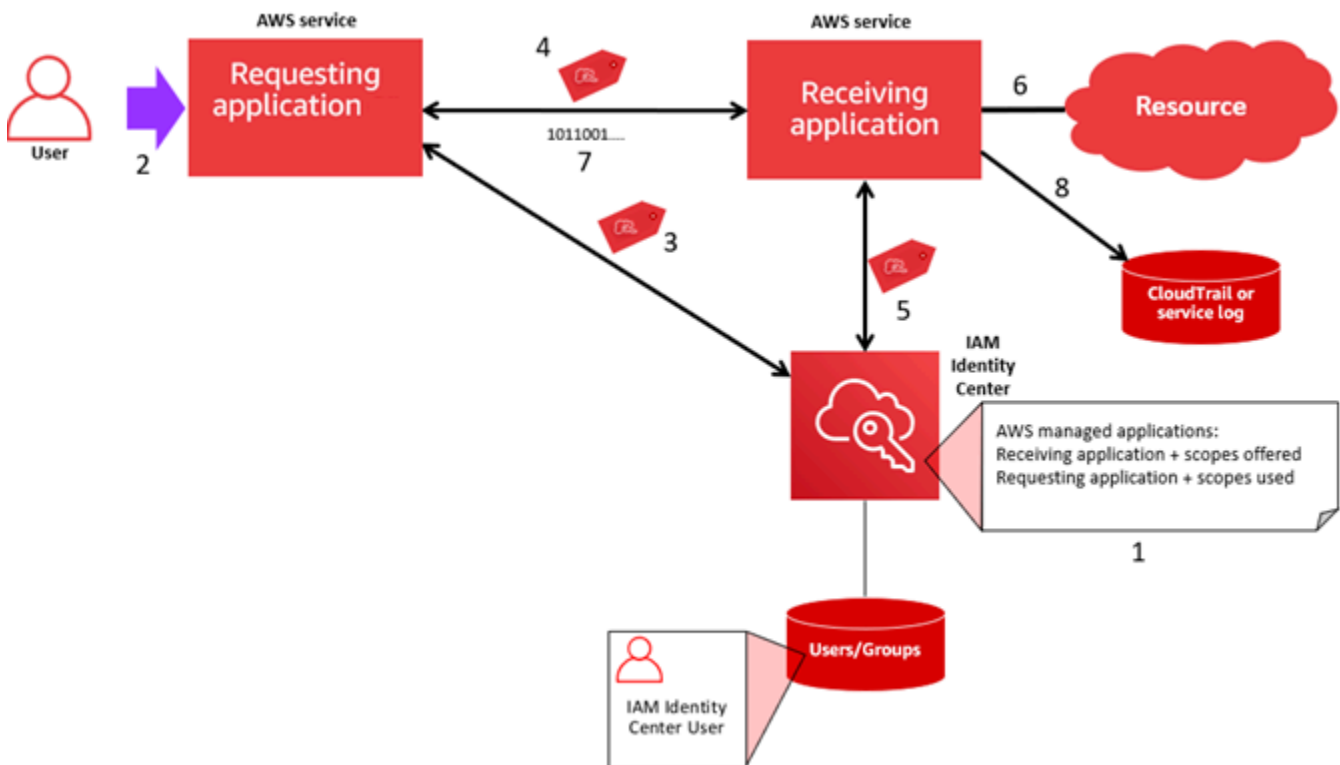 AWS service
AWS service
4
Requesting
application
Receiving
application
6
Resource
User
2
1011001....
7
8
3
5
CloudTrail or
service log
IAM
Identity
Center
AWS managed applications:
Receiving application + scopes offered
Requesting application + scopes used
1
Users/Groups
IAM Identity
Center User